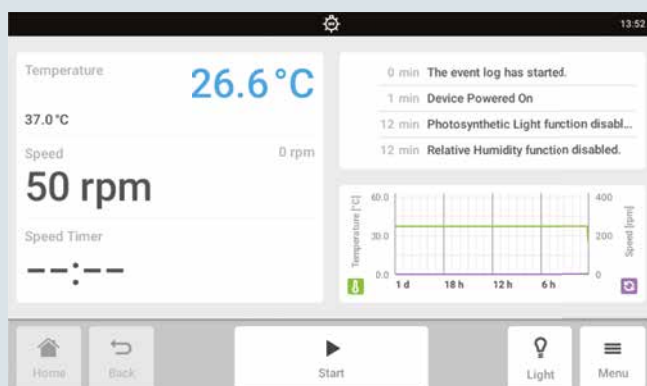 13:52
Temperature
26.6 °C
37.0 °C
Speed
0 rpm
50 rpm
Speed Timer
--:--
0 min The event log has started.
1 min Device Powered On
12 min Photosynthetic Light function disabl...
12 min Relative Humidity function disabled.
Temperature [°C]
60.0
30.0
0.0
400
200
0
Speed [rpm]
1 d 18 h 12 h 6 h
Home
Back
Start
Light
Menu